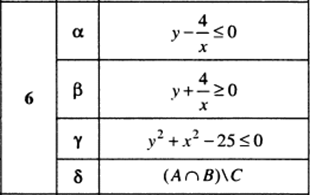 α y − 4/x ≤ 0
6 β y + 4/x ≥ 0
γ y² + x² − 25 ≤ 0
δ (A ∩ B)\C